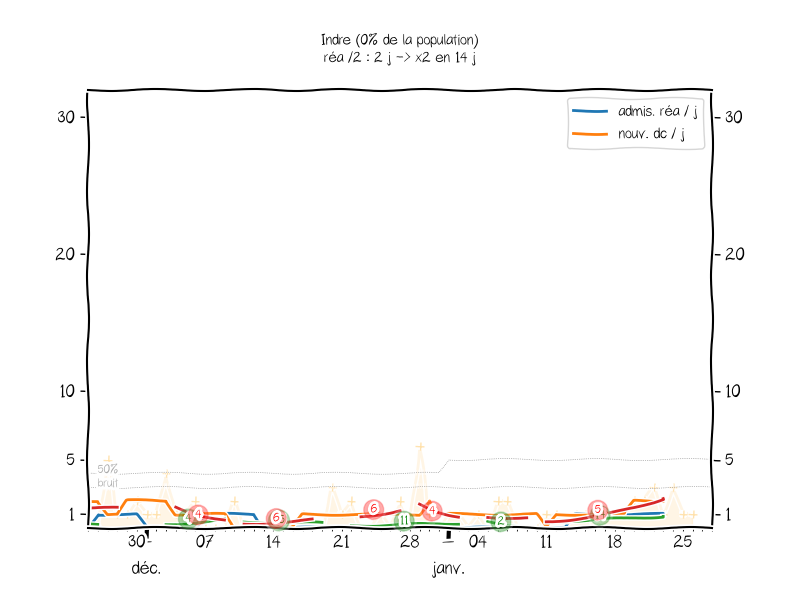 Indre (0% de la population)
réa /2 : 2 j -> x2 en 14 j
admis. réa / j
nouv. dc / j
30 30
20 20
10 10
5 5
50%
bruit
1 1
4 4 6 6 11 4 2 5
30 07 14 21 28 04 11 18 25
déc. janv.